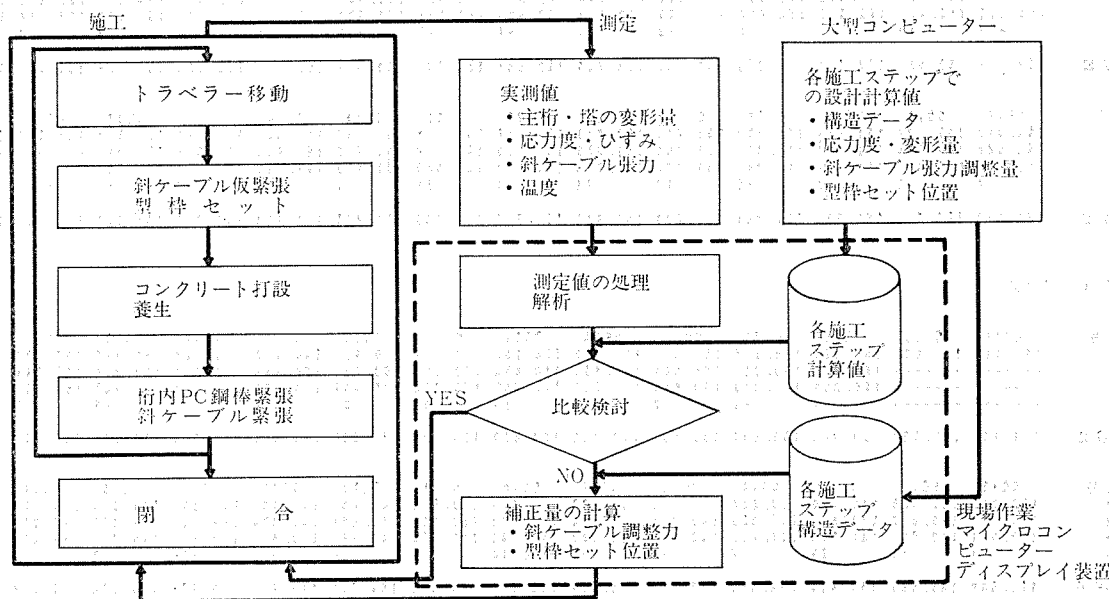 施工
トラベラー移動
斜ケーブル仮緊張
型枠セット
コンクリート打設
養生
桁内PC鋼棒緊張
斜ケーブル緊張
閉合
測定
実測値
・主桁・塔の変形量
・応力度・ひずみ
・斜ケーブル張力
・温度
測定値の処理
解析
比較検討
YES
NO
補正量の計算
・斜ケーブル調整力
・型枠セット位置
大型コンピューター
各施工ステップで
の設計計算値
・構造データ
・応力度・変形量
・斜ケーブル張力調整量
・型枠セット位置
各施工
ステップ
計算値
各施工
ステップ
構造データ
現場作業
マイクロコン
ピューター
ディスプレイ装置